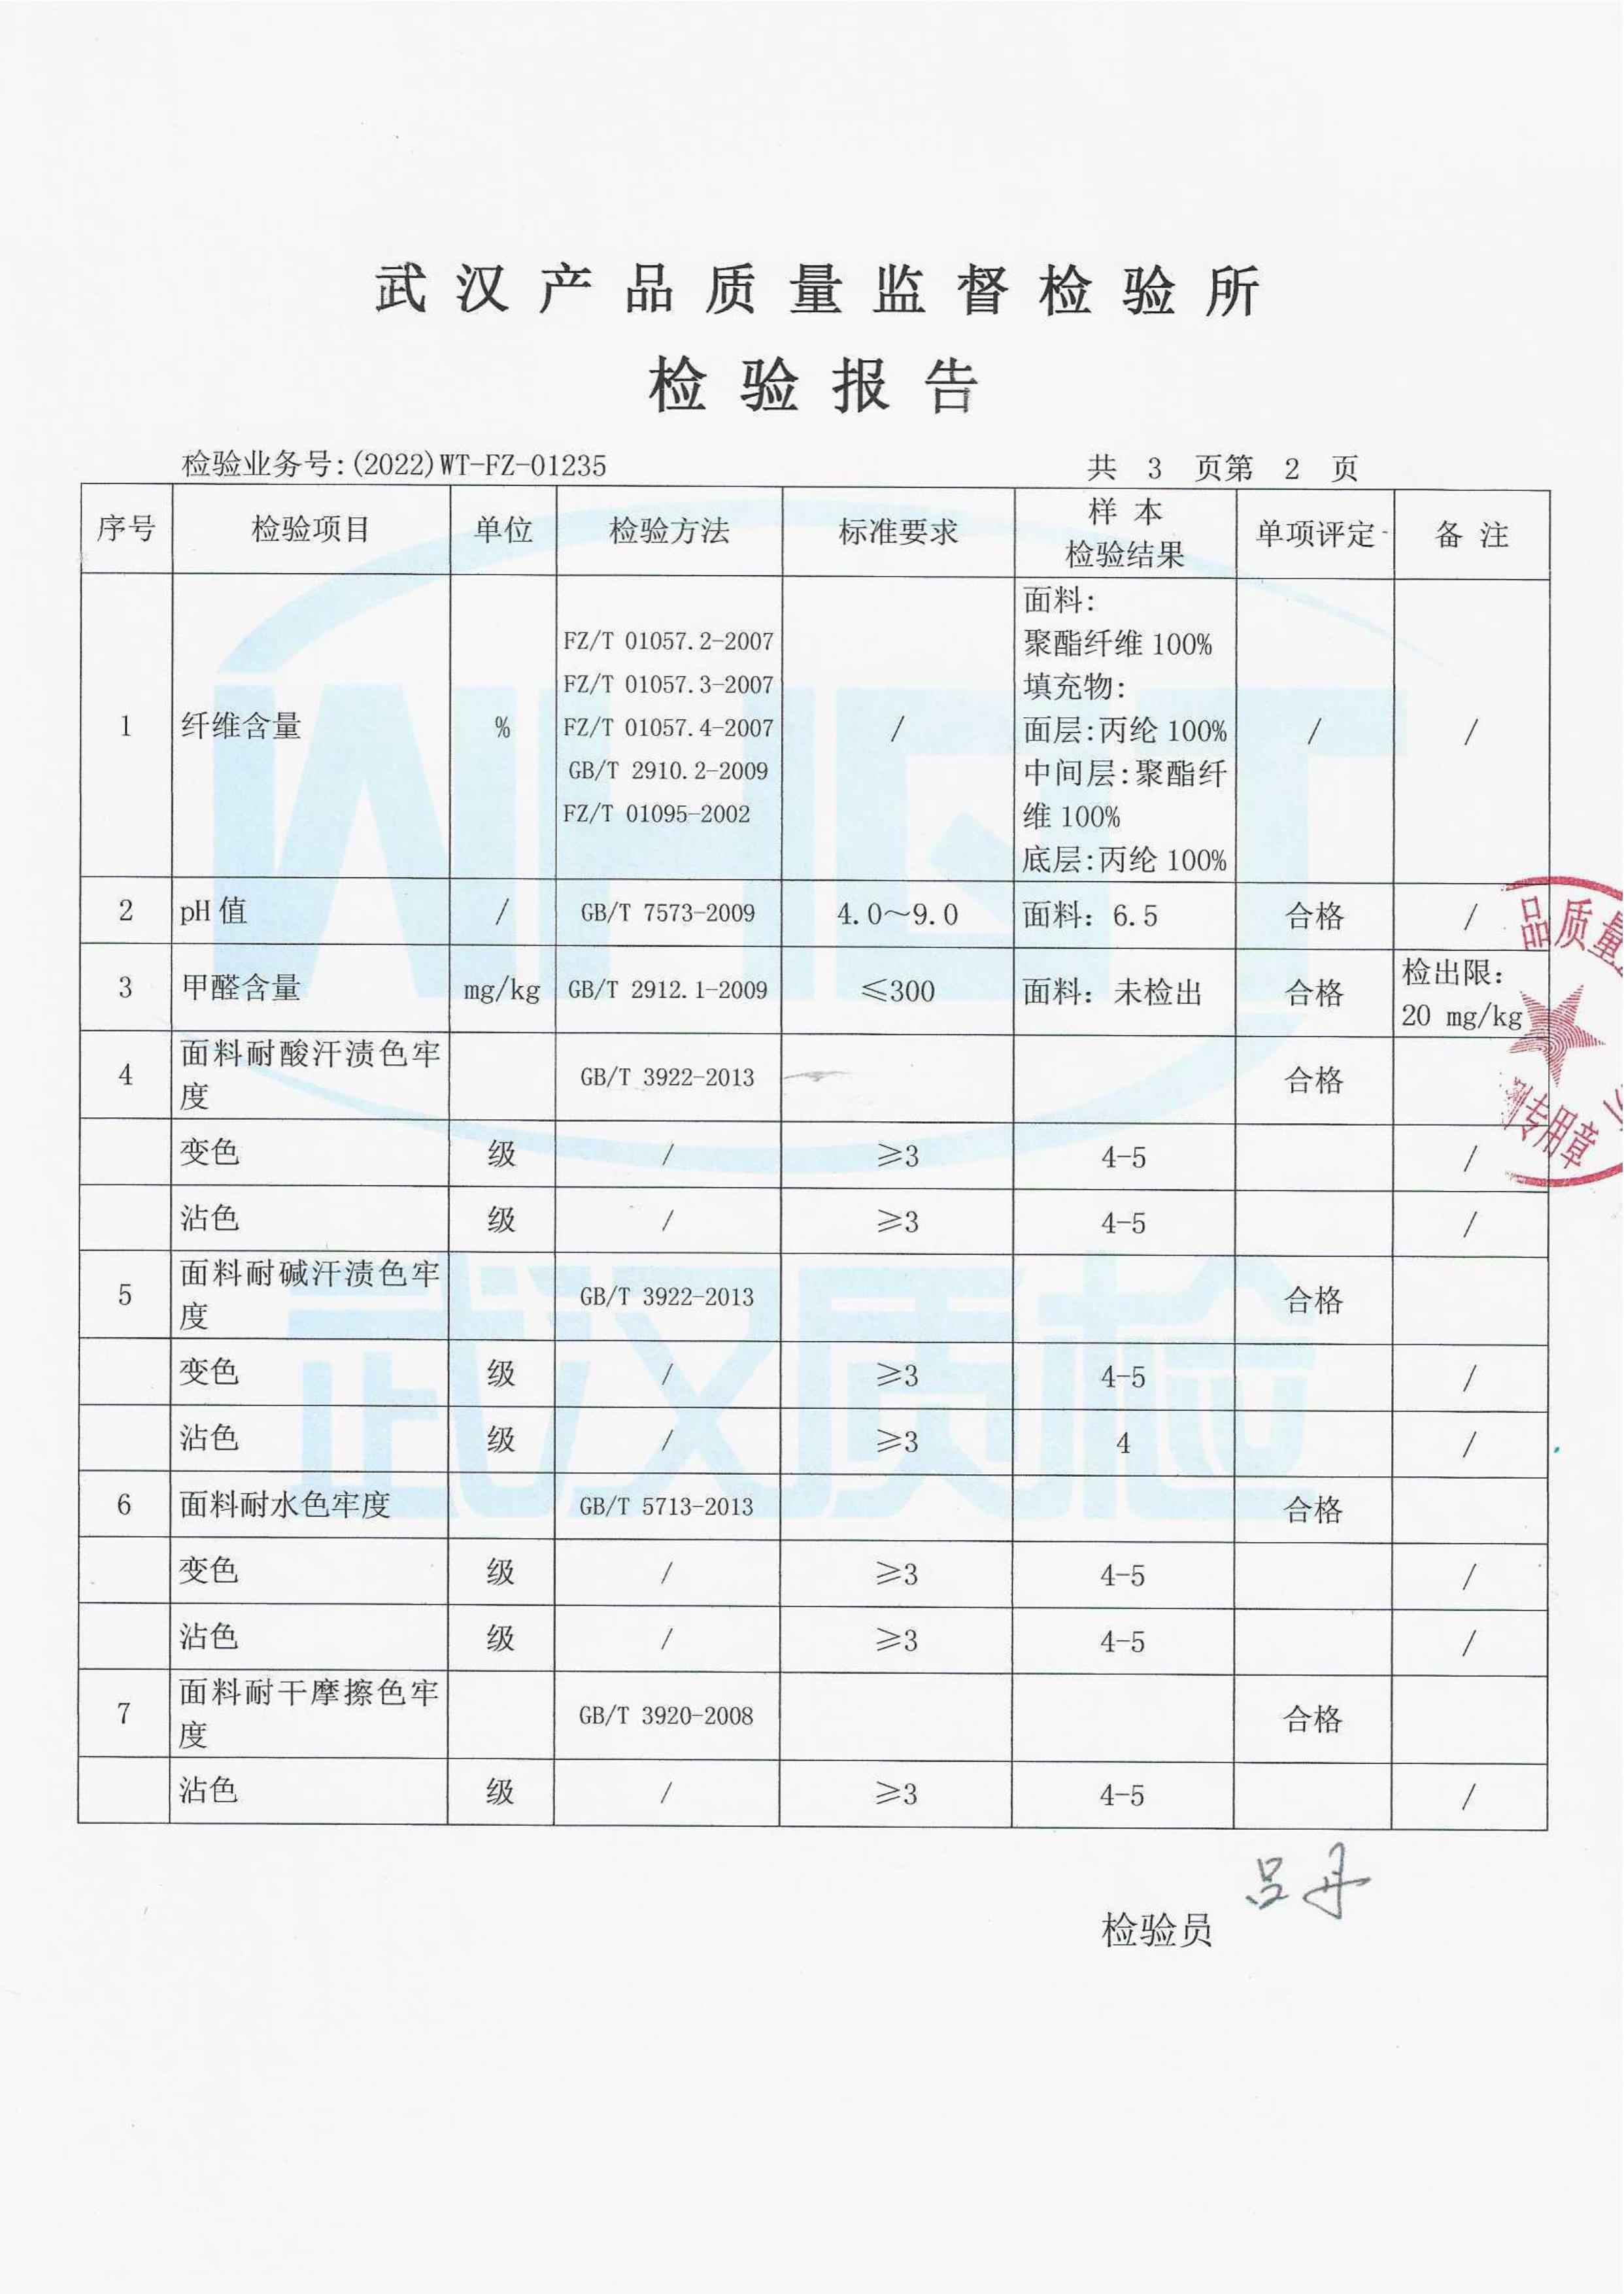 武汉产品质量监督检验所
检验报告
检验业务号:(2022)WT-FZ-01235 共 3 页第 2 页
序号 检验项目 单位 检验方法 标准要求 样本检验结果 单项评定 备注
1 纤维含量 % FZ/T 01057.2-2007 / 面料: / /
聚酯纤维 100%
FZ/T 01057.3-2007 填充物:
FZ/T 01057.4-2007 面层:丙纶 100%
GB/T 2910.2-2009 中间层:聚酯纤
FZ/T 01095-2002 维 100%
底层:丙纶 100%
2 pH 值 / GB/T 7573-2009 4.0～9.0 面料: 6.5 合格 /
3 甲醛含量 mg/kg GB/T 2912.1-2009 ≤300 面料: 未检出 合格 检出限:
20 mg/kg
4 面料耐酸汗渍色牢
度 GB/T 3922-2013 合格
变色 级 / ≥3 4-5 /
沾色 级 / ≥3 4-5 /
5 面料耐碱汗渍色牢
度 GB/T 3922-2013 合格
变色 级 / ≥3 4-5 /
沾色 级 / ≥3 4 /
6 面料耐水色牢度 GB/T 5713-2013 合格
变色 级 / ≥3 4-5 /
沾色 级 / ≥3 4-5 /
7 面料耐干摩擦色牢
度 GB/T 3920-2008 合格
沾色 级 / ≥3 4-5 /
检验员 吕丹
武汉质检
品质量
专用章